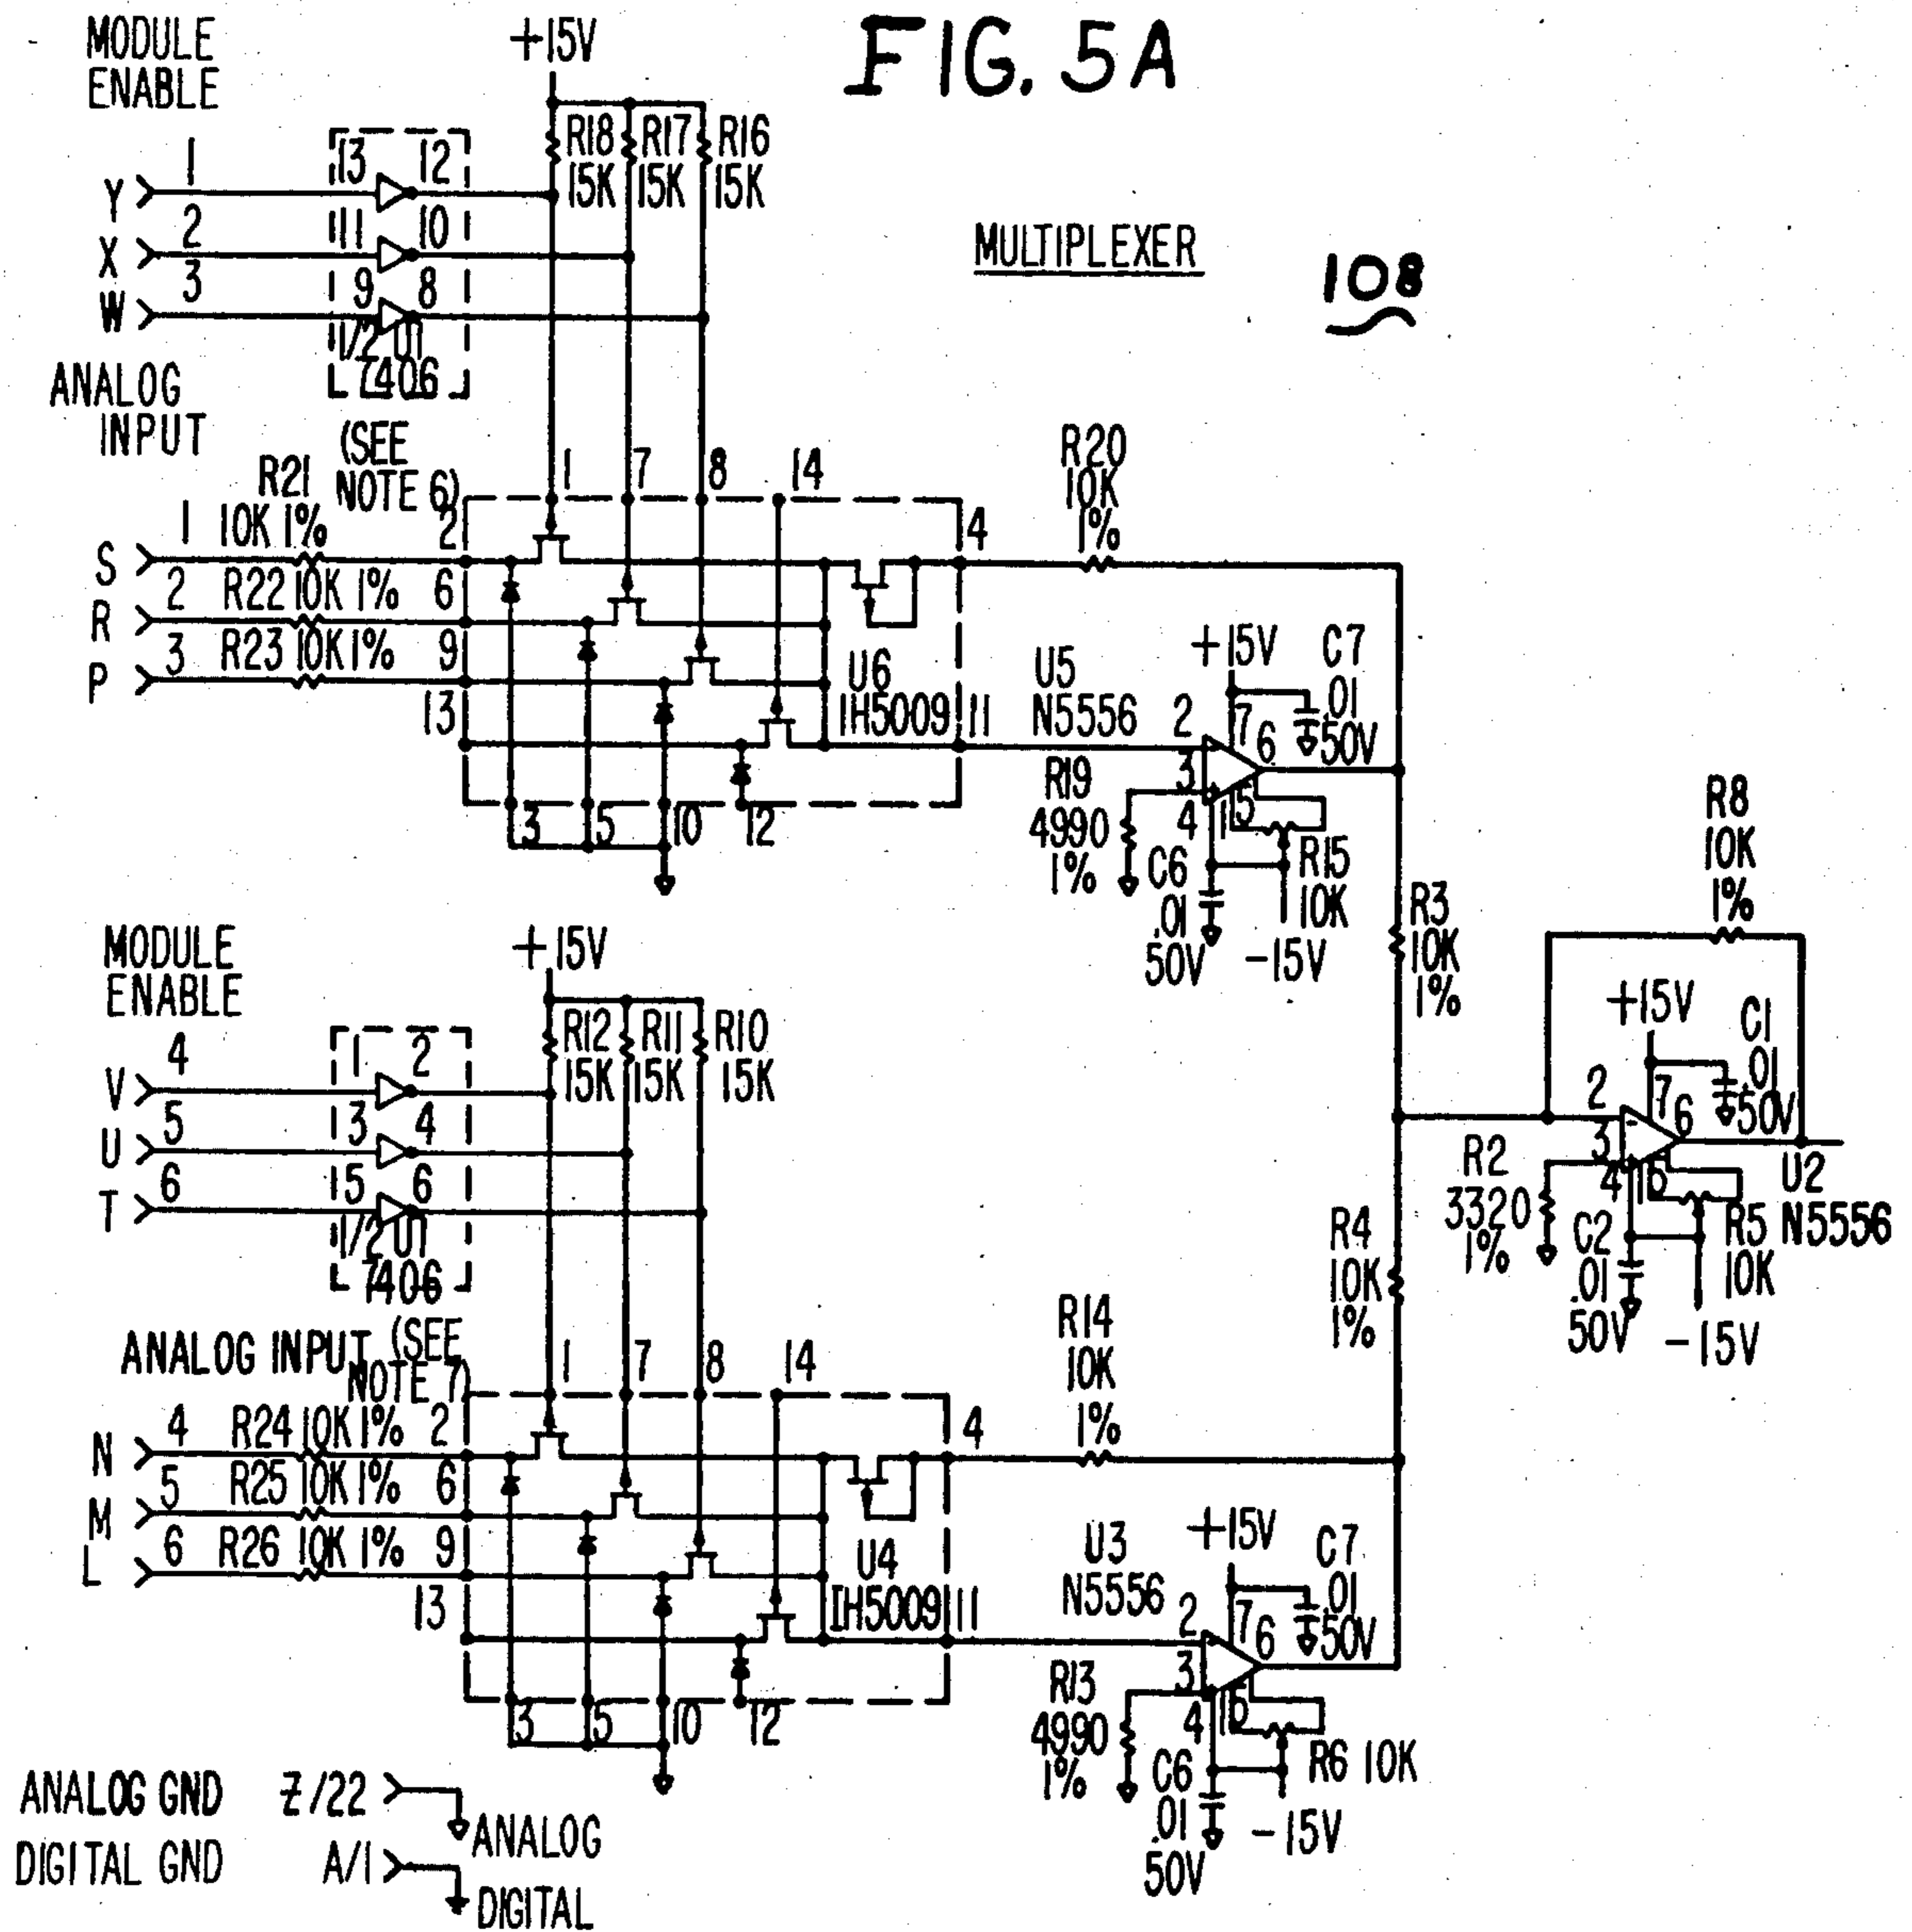 FIG. 5A
MODULE
ENABLE
+15V
R18
15K
R17
15K
R16
15K
13
12
1
Y
11
10
2
X
9
8
3
W
1/2 U1
7406
MULTIPLEXER
108
ANALOG
INPUT
(SEE
NOTE 6)
1
7
8
14
R20
10K
1%
R21
1
10K 1%
2
4
S
2
R22 10K 1%
6
R
3
R23 10K 1%
9
P
13
U6
IH5009
11
U5
N5556
+15V
C7
.01
50V
2
7
6
3
4
1
5
R19
4990
1%
C6
.01
50V
R15
10K
-15V
3
5
10
12
R8
10K
1%
R3
10K
1%
MODULE
ENABLE
+15V
R12
15K
R11
15K
R10
15K
4
1
2
V
5
3
4
U
6
5
6
T
1/2 U1
7406
+15V
C1
.01
50V
2
7
6
3
4
1
5
R2
3320
1%
C2
.01
50V
R5
10K
U2
N5556
-15V
R4
10K
1%
ANALOG INPUT
(SEE
NOTE 7)
1
7
8
14
R14
10K
1%
4
R24 10K 1%
2
4
N
5
R25 10K 1%
6
M
6
R26 10K 1%
9
L
13
U4
IH5009
11
U3
N5556
+15V
C7
.01
50V
2
7
6
3
4
1
5
R13
4990
1%
C6
.01
50V
R6 10K
-15V
3
5
10
12
ANALOG GND
Z/22
ANALOG
DIGITAL GND
A/1
DIGITAL